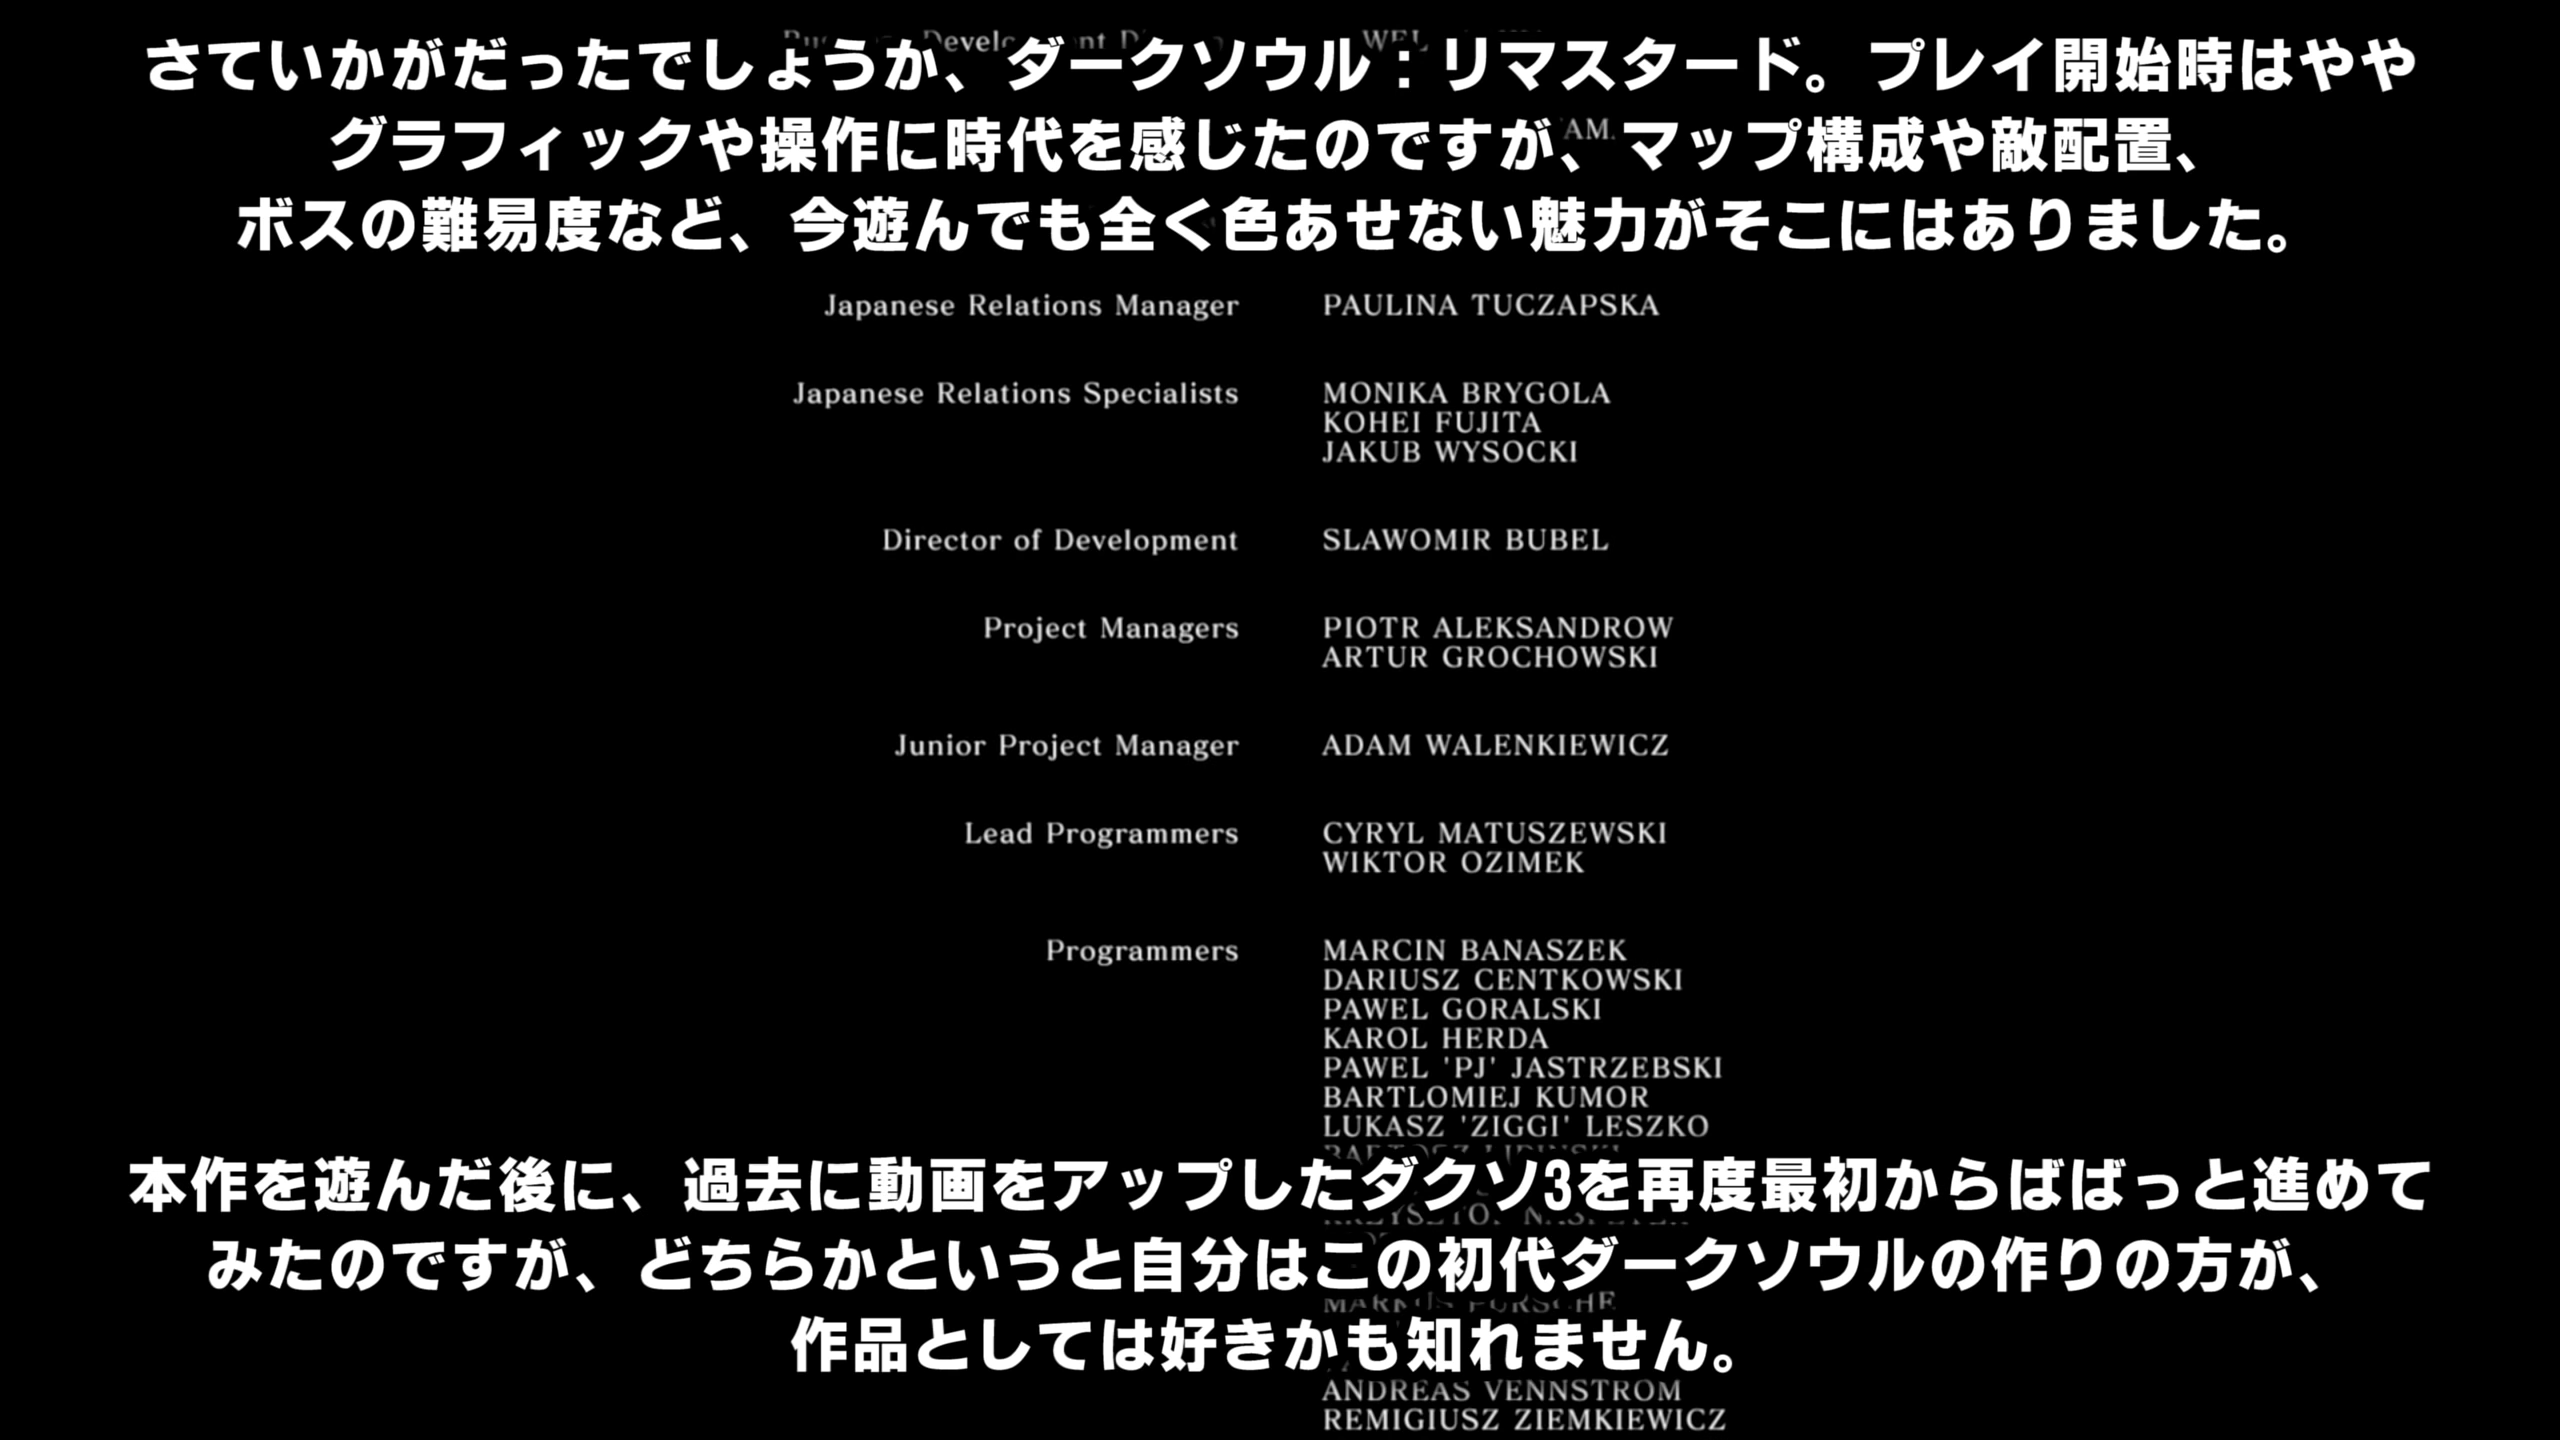 さていかがだったでしょうか、ダークソウル：リマスタード。プレイ開始時はやや
グラフィックや操作に時代を感じたのですが、マップ構成や敵配置、
ボスの難易度など、今遊んでも全く色あせない魅力がそこにはありました。
Japanese Relations Manager PAULINA TUCZAPSKA
Japanese Relations Specialists MONIKA BRYGOLA
KOHEI FUJITA
JAKUB WYSOCKI
Director of Development SLAWOMIR BUBEL
Project Managers PIOTR ALEKSANDROW
ARTUR GROCHOWSKI
Junior Project Manager ADAM WALENKIEWICZ
Lead Programmers CYRYL MATUSZEWSKI
WIKTOR OZIMEK
Programmers MARCIN BANASZEK
DARIUSZ CENTKOWSKI
PAWEL GORALSKI
KAROL HERDA
PAWEL 'PJ' JASTRZEBSKI
BARTLOMIEJ KUMOR
LUKASZ 'ZIGGI' LESZKO
本作を遊んだ後に、過去に動画をアップしたダクソ3を再度最初からばばっと進めて
みたのですが、どちらかというと自分はこの初代ダークソウルの作りの方が、
作品としては好きかも知れません。
ANDREAS VENNSTROM
REMIGIUSZ ZIEMKIEWICZ